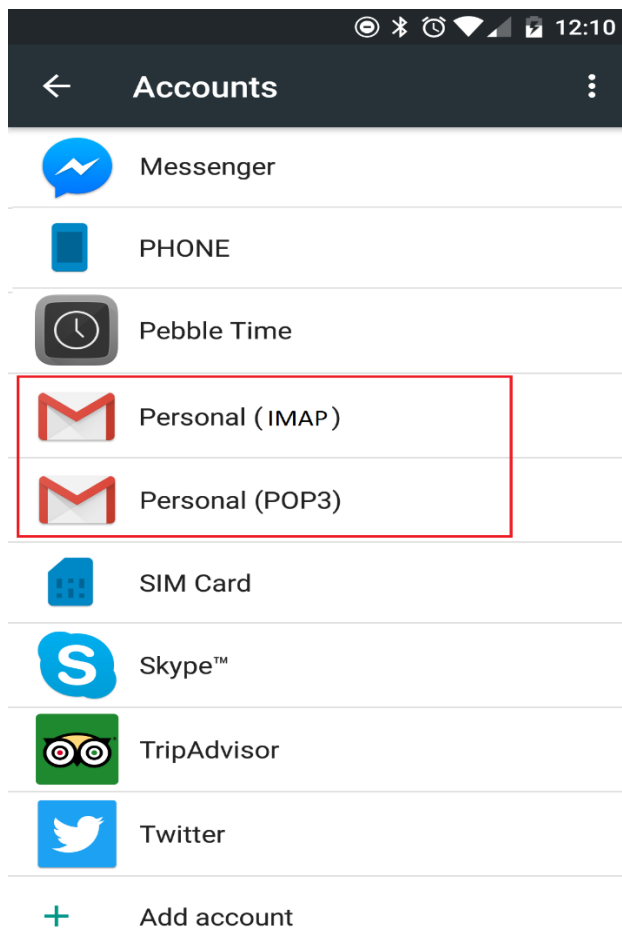 12:10
Accounts
Messenger
PHONE
Pebble Time
Personal (IMAP)
Personal (POP3)
SIM Card
Skype™
TripAdvisor
Twitter
Add account